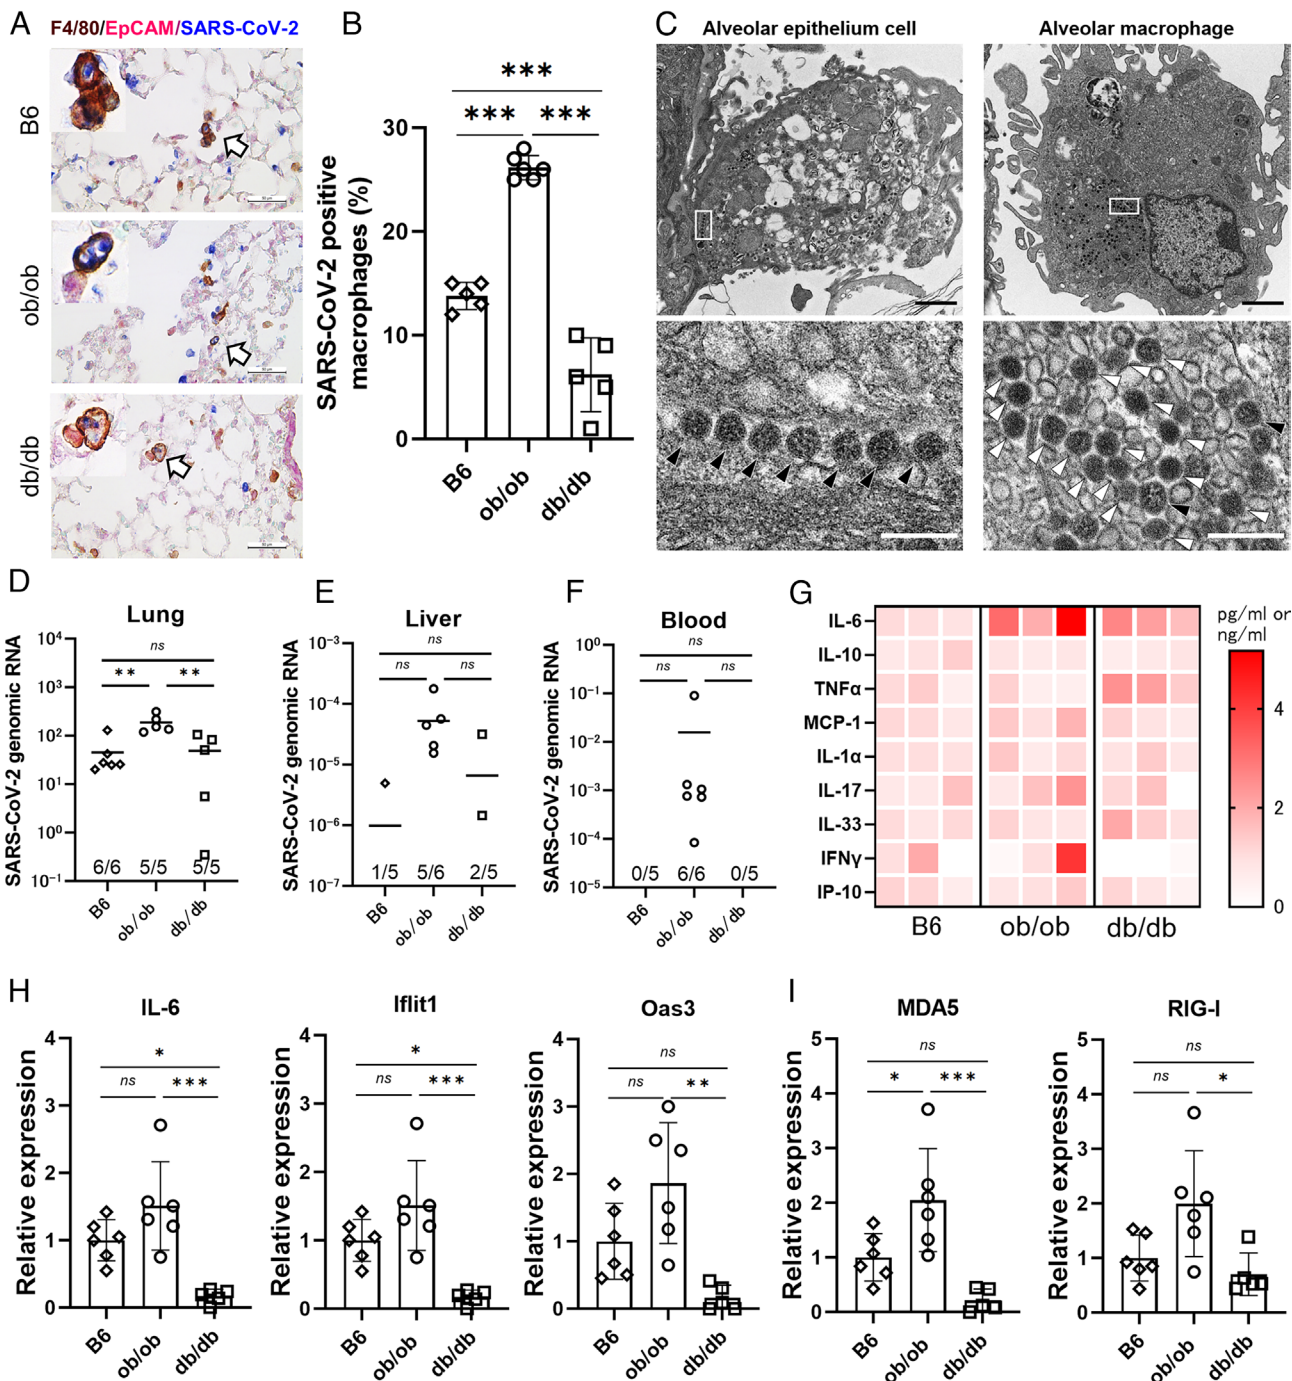 A
F4/80/EpCAM/SARS-CoV-2
B6
ob/ob
db/db
B
SARS-CoV-2 positive
macrophages (%)
30
20
10
0
***
*** ***
B6
ob/ob
db/db
C
Alveolar epithelium cell
Alveolar macrophage
D
Lung
SARS-CoV-2 genomic RNA
10⁴
10³
10²
10¹
10⁰
10⁻¹
ns
** **
6/6 5/5 5/5
B6
ob/ob
db/db
E
Liver
SARS-CoV-2 genomic RNA
10⁻³
10⁻⁴
10⁻⁵
10⁻⁶
10⁻⁷
ns
ns ns
1/5 5/6 2/5
B6
ob/ob
db/db
F
Blood
SARS-CoV-2 genomic RNA
10⁰
10⁻¹
10⁻²
10⁻³
10⁻⁴
10⁻⁵
ns
ns ns
0/5 6/6 0/5
B6
ob/ob
db/db
G
IL-6
IL-10
TNFα
MCP-1
IL-1α
IL-17
IL-33
IFNγ
IP-10
B6 ob/ob db/db
pg/ml or
ng/ml
4
2
0
H
IL-6
Relative expression
4
3
2
1
0
*
ns ***
B6
ob/ob
db/db
Iflit1
Relative expression
4
3
2
1
0
*
ns ***
B6
ob/ob
db/db
Oas3
Relative expression
4
3
2
1
0
ns
ns **
B6
ob/ob
db/db
I
MDA5
Relative expression
5
4
3
2
1
0
ns
* ***
B6
ob/ob
db/db
RIG-I
Relative expression
5
4
3
2
1
0
ns
ns *
B6
ob/ob
db/db